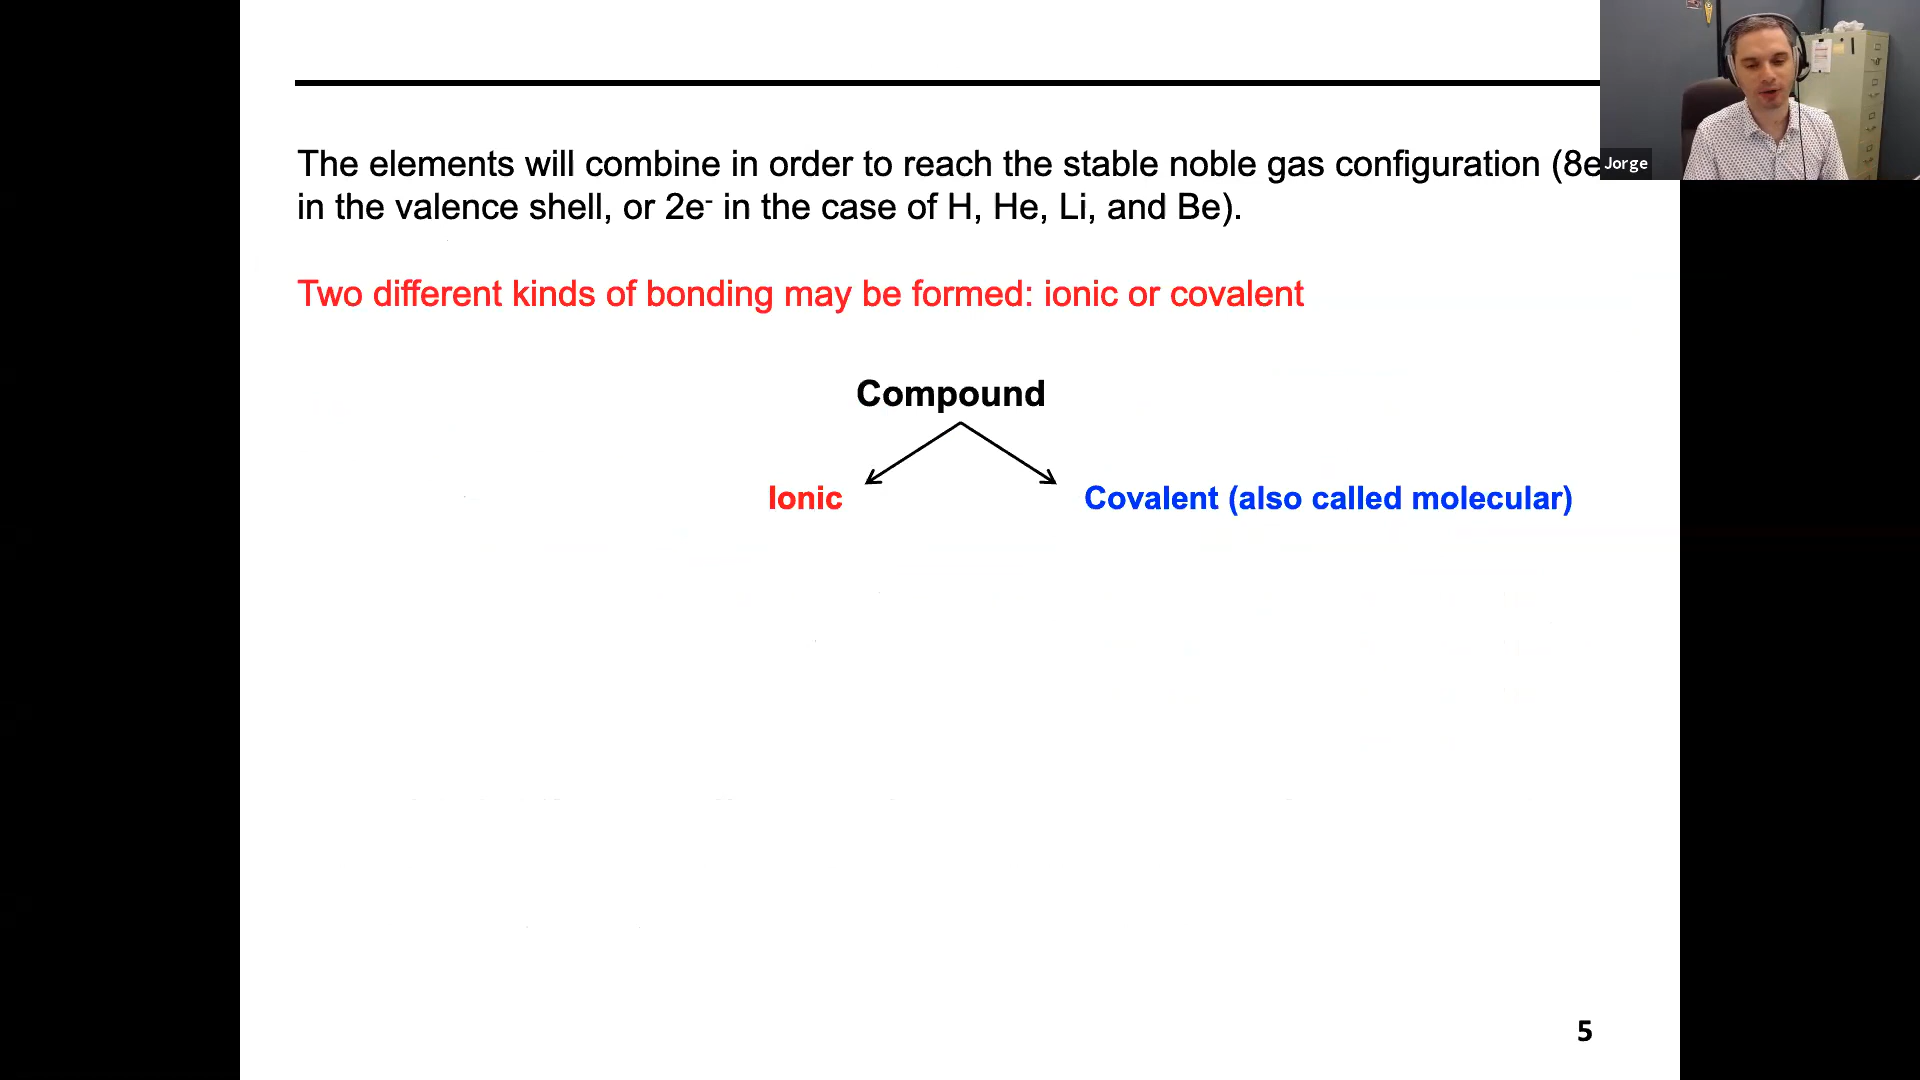 The elements will combine in order to reach the stable noble gas configuration (8e
in the valence shell, or 2e⁻ in the case of H, He, Li, and Be).
Two different kinds of bonding may be formed: ionic or covalent
Compound
Ionic
Covalent (also called molecular)
5
Jorge